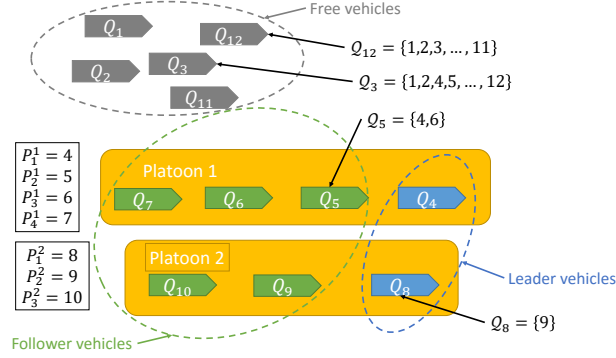 Free vehicles
Q₁
Q₁₂
Q₂
Q₃
Q₁₁
𝒬₁₂ = {1,2,3, … , 11}
𝒬₃ = {1,2,4,5, … , 12}
𝒬₅ = {4,6}
P₁¹ = 4
P₂¹ = 5
P₃¹ = 6
P₄¹ = 7
Platoon 1
Q₇
Q₆
Q₅
Q₄
P₁² = 8
P₂² = 9
P₃² = 10
Platoon 2
Q₁₀
Q₉
Q₈
Leader vehicles
𝒬₈ = {9}
Follower vehicles